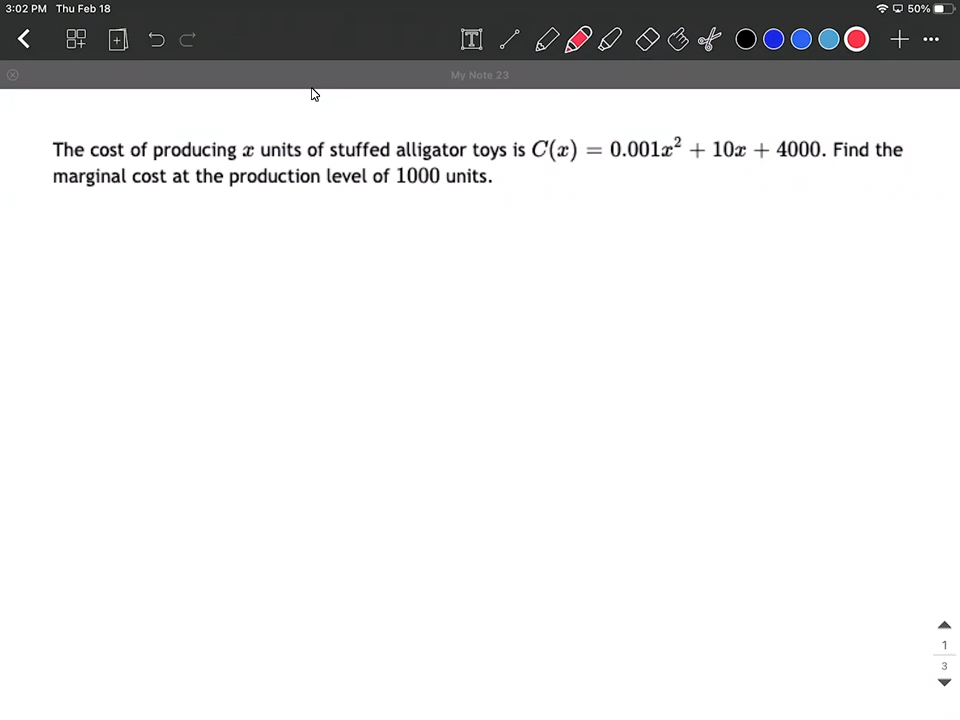 3:02 PM Thu Feb 18
50%
T
My Note 23
The cost of producing x units of stuffed alligator toys is C(x) = 0.001x² + 10x + 4000. Find the
marginal cost at the production level of 1000 units.
1
3